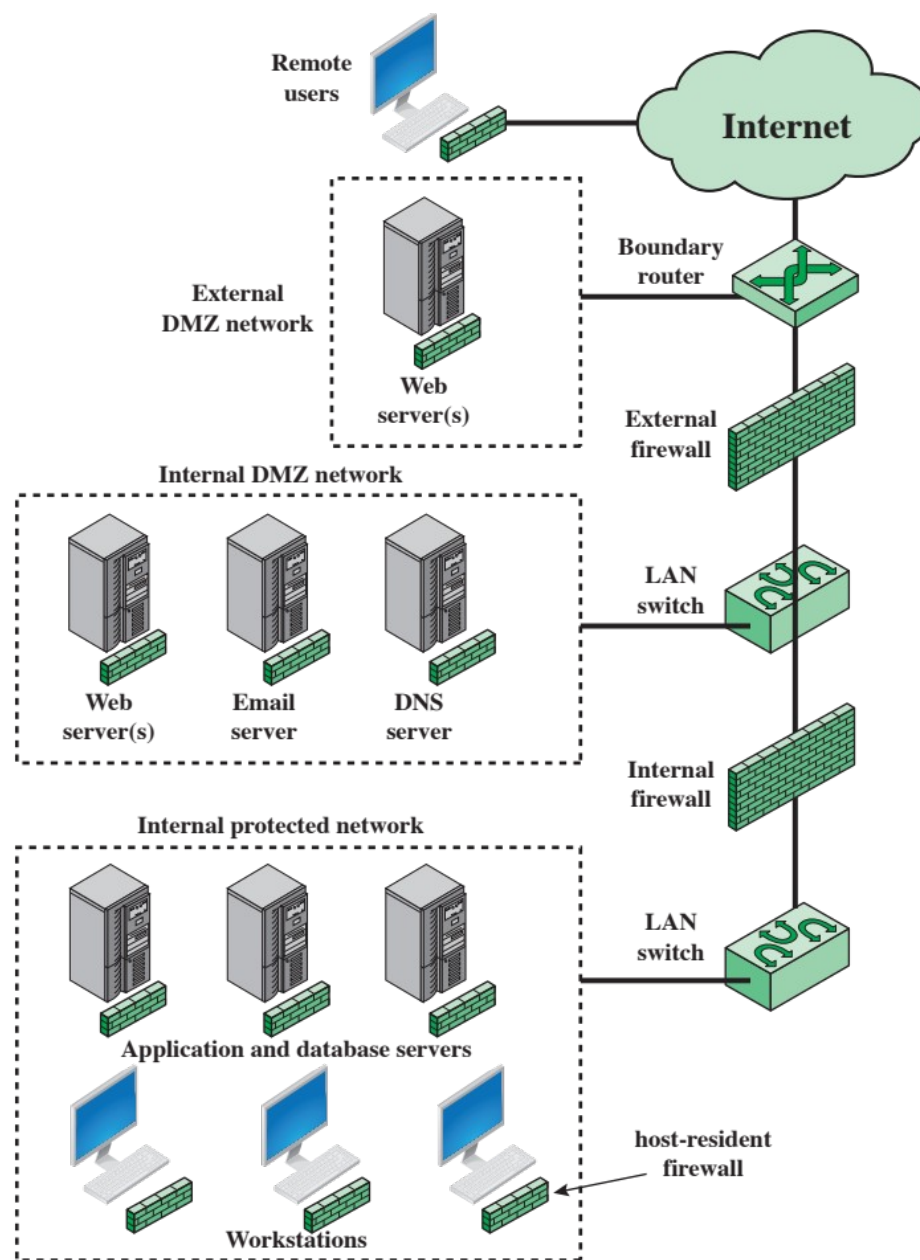 Remote
users
Internet
Boundary
router
External
DMZ network
Web
server(s)
External
firewall
Internal DMZ network
LAN
switch
Web
server(s)
Email
server
DNS
server
Internal
firewall
Internal protected network
LAN
switch
Application and database servers
host-resident
firewall
Workstations